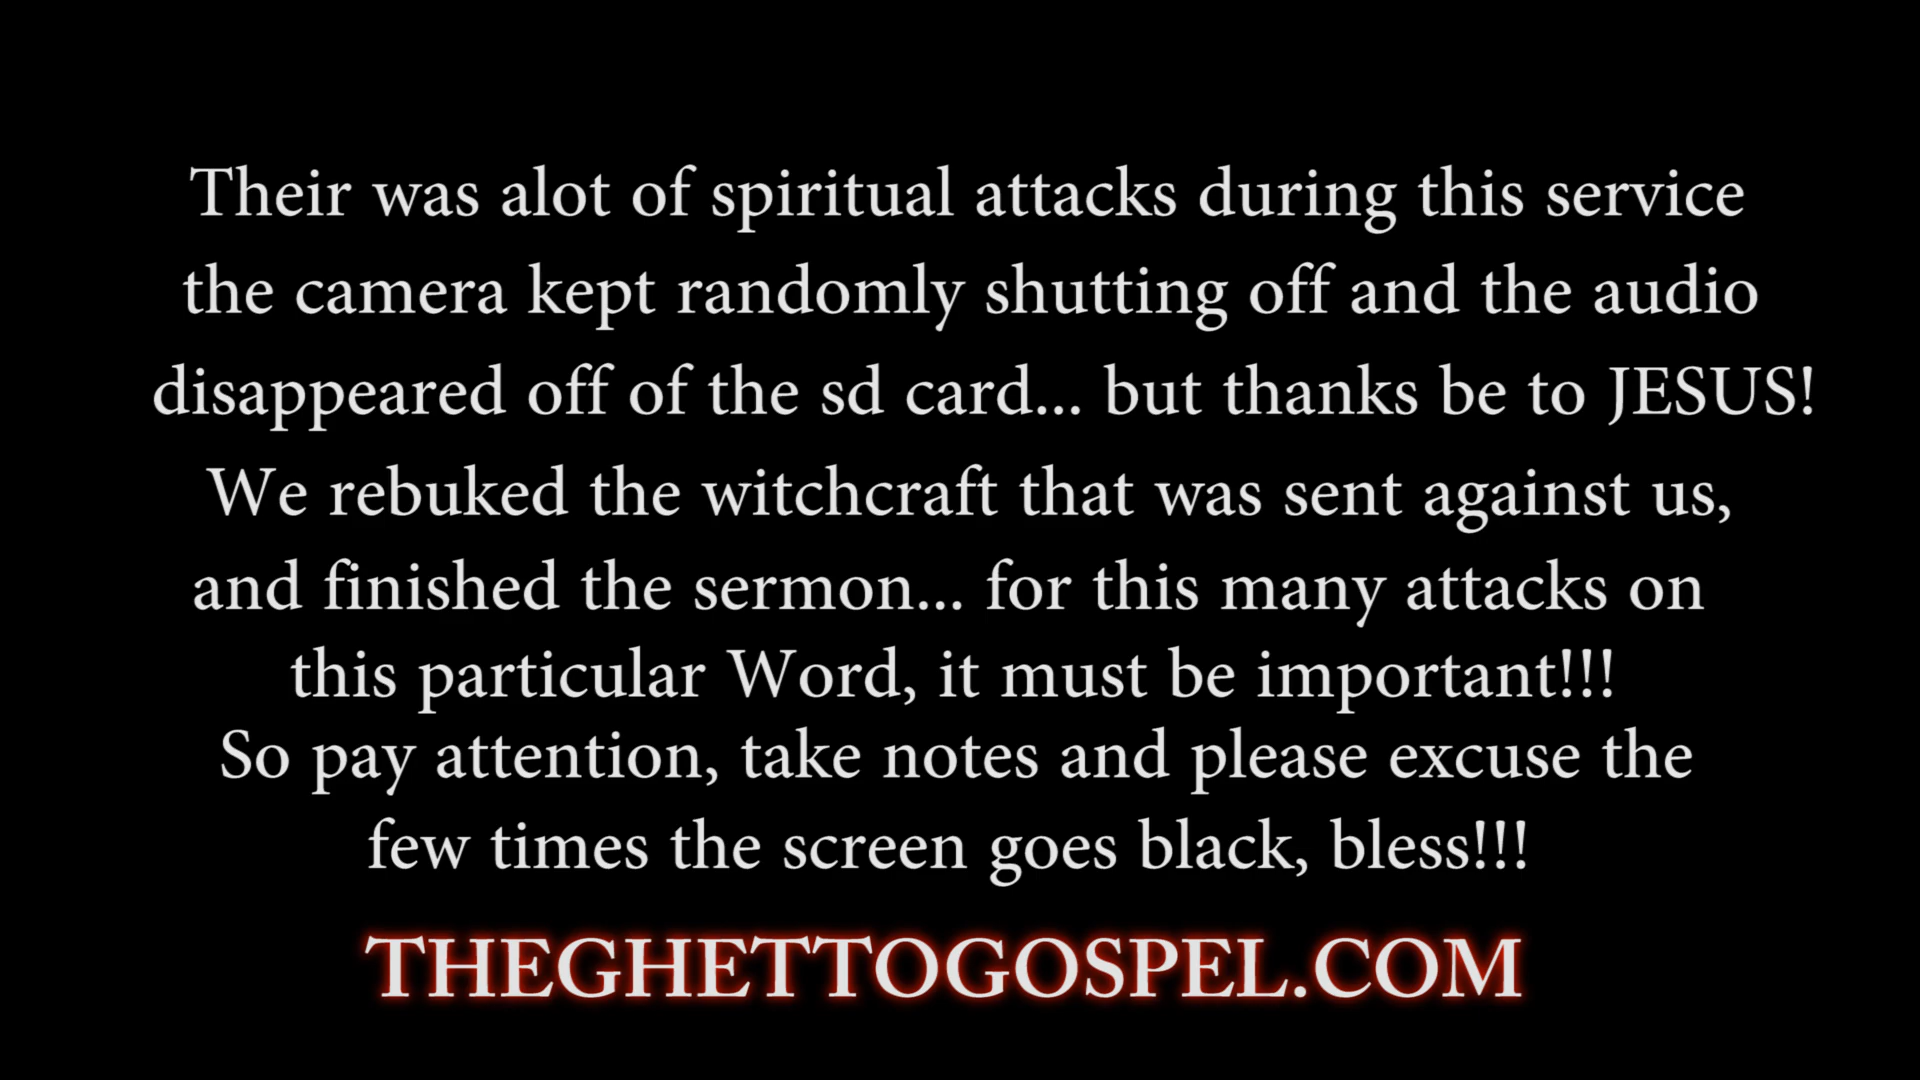 Their was alot of spiritual attacks during this service
the camera kept randomly shutting off and the audio
disappeared off of the sd card... but thanks be to JESUS!
We rebuked the witchcraft that was sent against us,
and finished the sermon... for this many attacks on
this particular Word, it must be important!!!
So pay attention, take notes and please excuse the
few times the screen goes black, bless!!!
THEGHETTOGOSPEL.COM